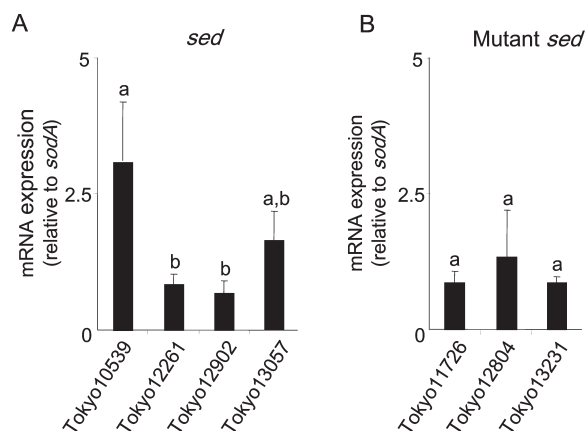 A
sed
mRNA expression
(relative to sodA)
5
2.5
0
a
b
b
a,b
Tokyo10539
Tokyo12261
Tokyo12902
Tokyo13057
B
Mutant sed
mRNA expression
(relative to sodA)
5
2.5
0
a
a
a
Tokyo11726
Tokyo12804
Tokyo13231